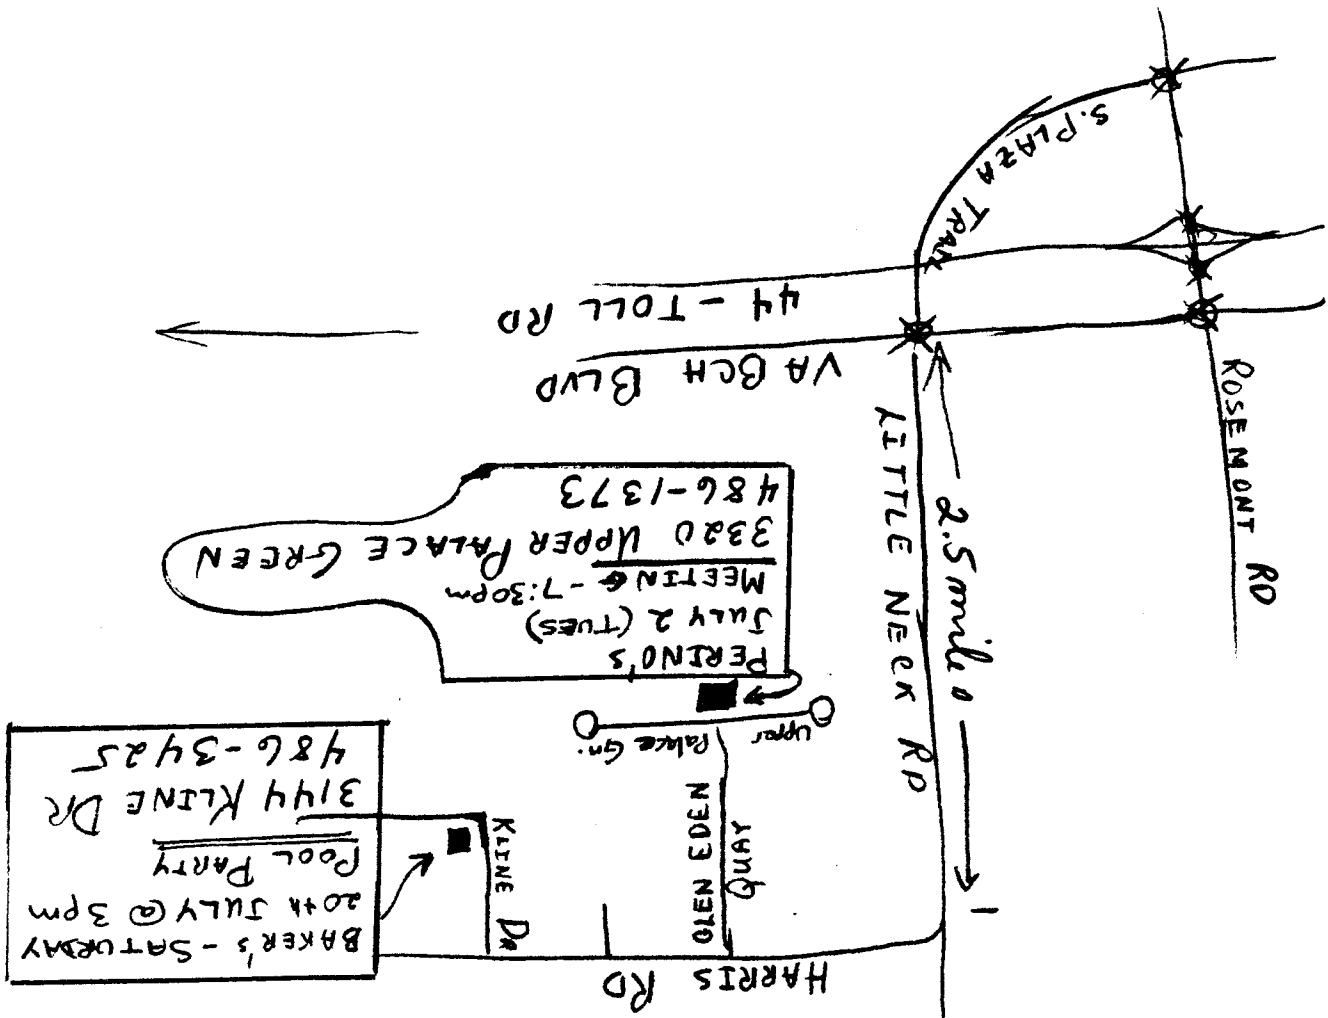 HARRIS RD
BAKER'S - SATURDAY
20th JULY @ 3pm
POOL PARTY
3144 KLINE DR
486-3425
KLINE DR
GLEN EDEN
QUAY
Upper
Palace Grn.
PERINO'S
JULY 2 (TUES)
MEETING - 7:30pm
3320 UPPER PALACE GREEN
486-1373
LITTLE NECK RD
2.5 miles
ROSEMONT RD
VA BCH BLVD
44 - TOLL RD
S. PLAZA TRAIL